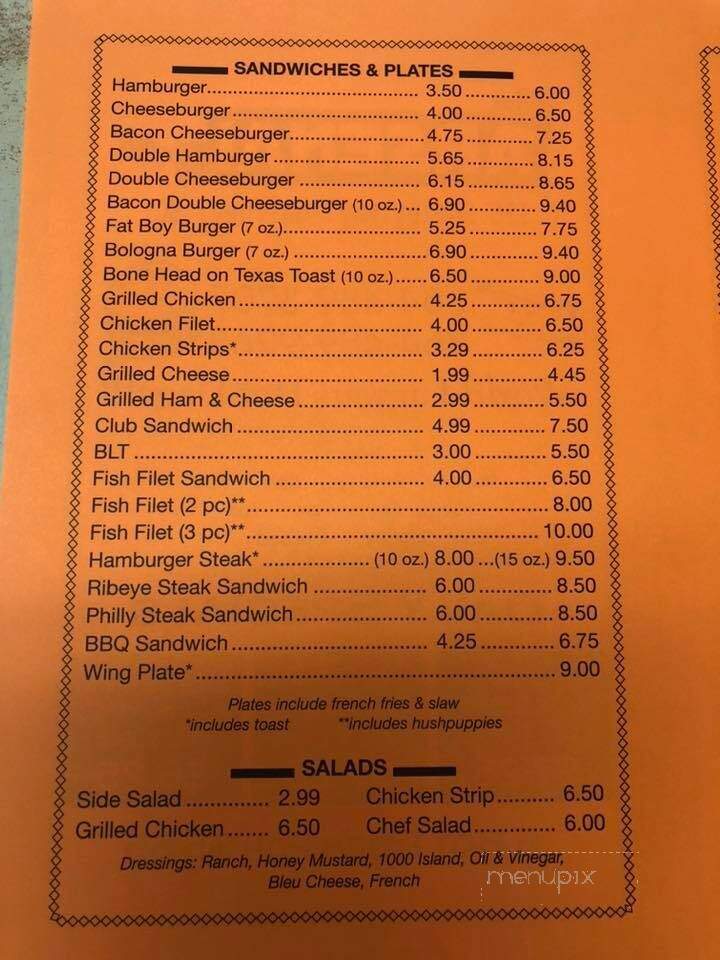 SANDWICHES & PLATES
Hamburger................................ 3.50 ............. 6.00
Cheeseburger ............................ 4.00 ............. 6.50
Bacon Cheeseburger.................... 4.75 ............. 7.25
Double Hamburger ...................... 5.65 ............. 8.15
Double Cheeseburger .................. 6.15 ............. 8.65
Bacon Double Cheeseburger (10 oz.) ... 6.90 ............. 9.40
Fat Boy Burger (7 oz.)..................... 5.25 ............. 7.75
Bologna Burger (7 oz.) ................... 6.90 ............. 9.40
Bone Head on Texas Toast (10 oz.)...... 6.50 ............. 9.00
Grilled Chicken ........................... 4.25 ............. 6.75
Chicken Filet............................... 4.00 ............. 6.50
Chicken Strips*............................ 3.29 ............. 6.25
Grilled Cheese ............................ 1.99 ............. 4.45
Grilled Ham & Cheese .................. 2.99 ............. 5.50
Club Sandwich ........................... 4.99 ............. 7.50
BLT .......................................... 3.00 ............. 5.50
Fish Filet Sandwich ..................... 4.00 ............. 6.50
Fish Filet (2 pc)**................................................ 8.00
Fish Filet (3 pc)**.............................................. 10.00
Hamburger Steak* .................. (10 oz.) 8.00 ...(15 oz.) 9.50
Ribeye Steak Sandwich ................ 6.00 ............. 8.50
Philly Steak Sandwich................... 6.00 ............. 8.50
BBQ Sandwich ............................ 4.25 ............. 6.75
Wing Plate* ....................................................... 9.00
Plates include french fries & slaw
*includes toast **includes hushpuppies
SALADS
Side Salad ............. 2.99 Chicken Strip.......... 6.50
Grilled Chicken ....... 6.50 Chef Salad.............. 6.00
Dressings: Ranch, Honey Mustard, 1000 Island, Oil & Vinegar,
Bleu Cheese, French
menupix